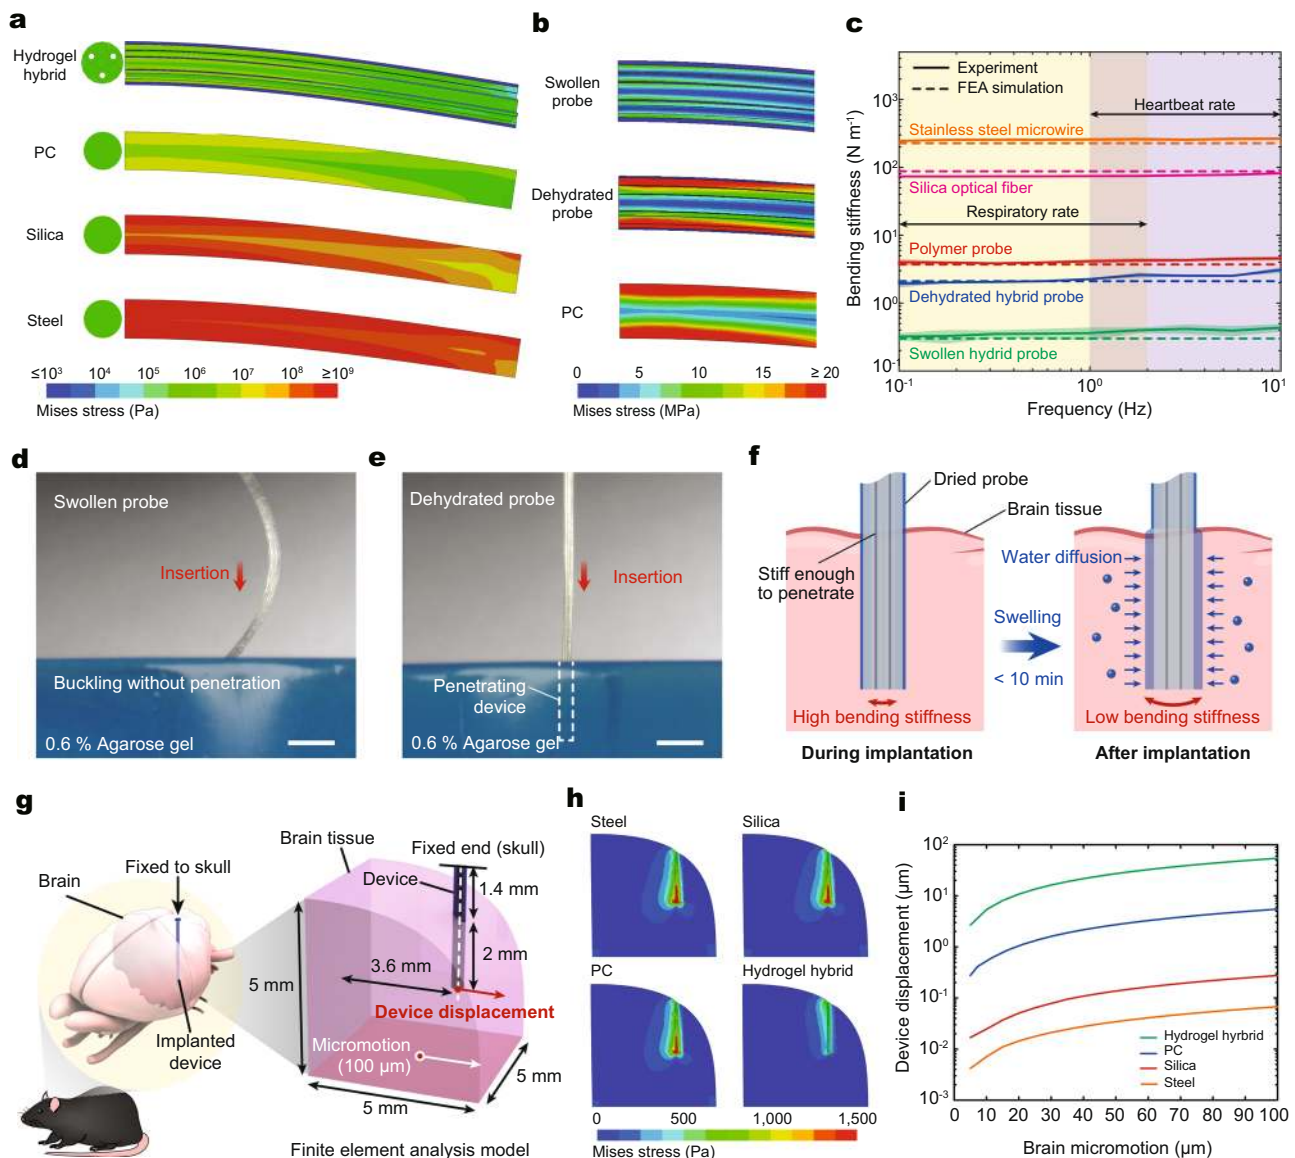 a
Hydrogel
hybrid
PC
Silica
Steel
≤10³ 10⁴ 10⁵ 10⁶ 10⁷ 10⁸ ≥10⁹
Mises stress (Pa)
b
Swollen
probe
Dehydrated
probe
PC
0 5 10 15 ≥ 20
Mises stress (MPa)
c
Experiment
FEA simulation
Heartbeat rate
Stainless steel microwire
Silica optical fiber
Respiratory rate
Polymer probe
Dehydrated hybrid probe
Swollen hydrid probe
10³
10²
10¹
10⁰
10⁻¹
Bending stiffness (N m⁻¹)
10⁻¹ 10⁰ 10¹
Frequency (Hz)
d
Swollen probe
Insertion
Buckling without penetration
0.6 % Agarose gel
e
Dehydrated probe
Insertion
Penetrating
device
0.6 % Agarose gel
f
Dried probe
Brain tissue
Stiff enough
to penetrate
Water diffusion
Swelling
< 10 min
High bending stiffness
Low bending stiffness
During implantation
After implantation
g
Brain
Fixed to skull
Implanted
device
Brain tissue
Fixed end (skull)
Device
1.4 mm
2 mm
3.6 mm
5 mm
Device displacement
Micromotion
(100 µm)
5 mm
5 mm
Finite element analysis model
h
Steel
Silica
PC
Hydrogel hybrid
0 500 1,000 1,500
Mises stress (Pa)
i
10²
10¹
10⁰
10⁻¹
10⁻²
10⁻³
Device displacement (µm)
Hydrogel hyrbrid
PC
Silica
Steel
0 10 20 30 40 50 60 70 80 90 100
Brain micromotion (µm)